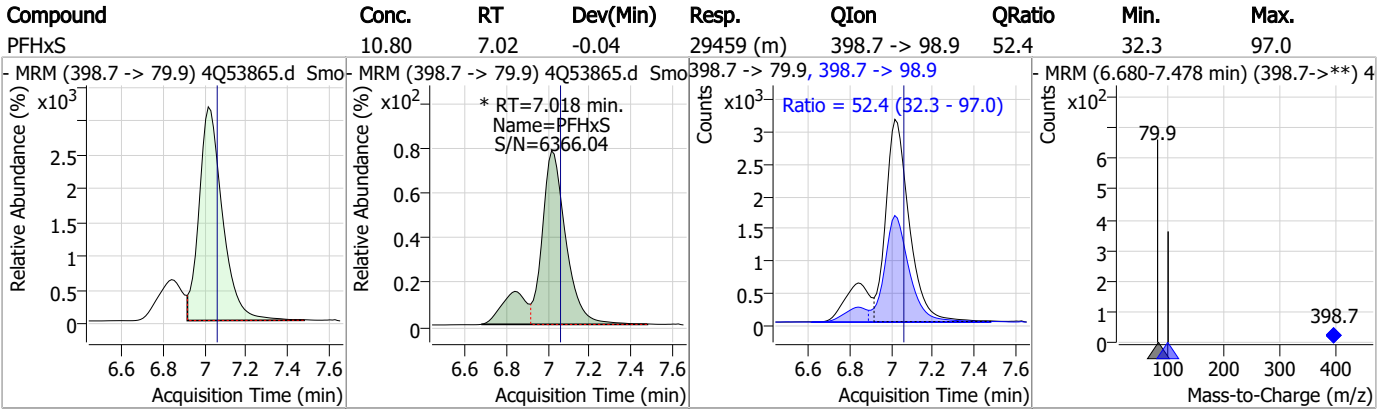 Compound Conc. RT Dev(Min) Resp. QIon QRatio Min. Max.
PFHxS 10.80 7.02 -0.04 29459 (m) 398.7 -> 98.9 52.4 32.3 97.0
- MRM (398.7 -> 79.9) 4Q53865.d Smo
x10³
Relative Abundance (%)
2.5
2
1.5
1
0.5
0
6.6 6.8 7 7.2 7.4 7.6
Acquisition Time (min)
- MRM (398.7 -> 79.9) 4Q53865.d Smo
x10²
* RT=7.018 min.
Name=PFHxS
S/N=6366.04
Relative Abundance (%)
0.8
0.6
0.4
0.2
0
6.6 6.8 7 7.2 7.4 7.6
Acquisition Time (min)
398.7 -> 79.9, 398.7 -> 98.9
x10³
Ratio = 52.4 (32.3 - 97.0)
Counts
3
2.5
2
1.5
1
0.5
0
6.6 6.8 7 7.2 7.4 7.6
Acquisition Time (min)
- MRM (6.680-7.478 min) (398.7->**) 4
x10²
Counts
79.9
6
5
4
3
2
1
0
398.7
100 200 300 400
Mass-to-Charge (m/z)